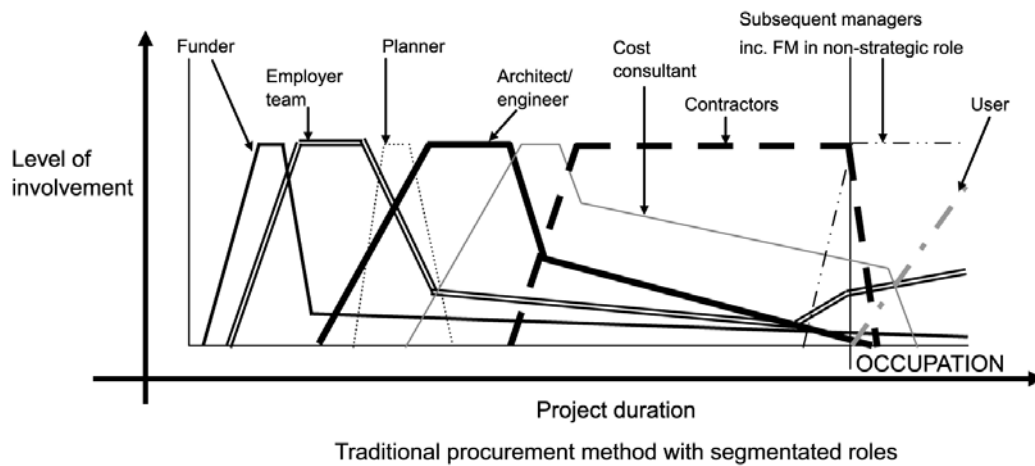 Subsequent managers
inc. FM in non-strategic role
Funder
Planner
Cost
consultant
Employer
team
Architect/
engineer
Contractors
User
Level of
involvement
OCCUPATION
Project duration
Traditional procurement method with segmentated roles